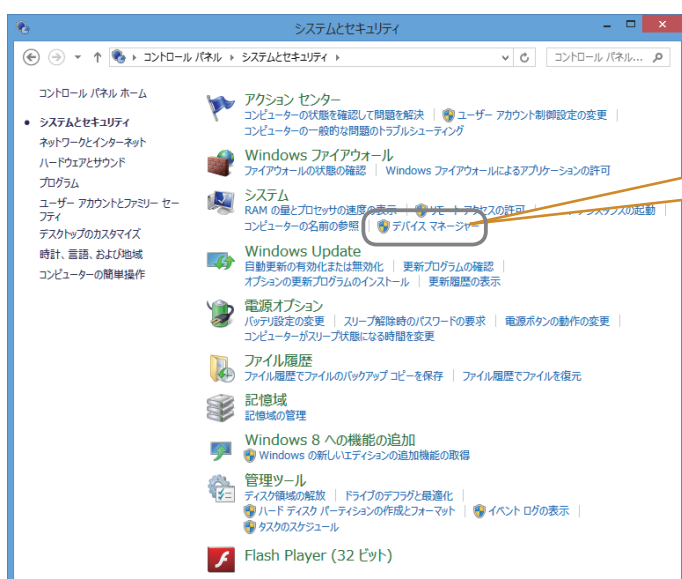 システムとセキュリティ
コントロール パネル システムとセキュリティ
コントロール パネル...
コントロール パネル ホーム
システムとセキュリティ
ネットワークとインターネット
ハードウェアとサウンド
プログラム
ユーザー アカウントとファミリー セー
フティ
デスクトップのカスタマイズ
時計、言語、および地域
コンピューターの簡単操作
アクション センター
コンピューターの状態を確認して問題を解決 ユーザー アカウント制御設定の変更
コンピューターの一般的な問題のトラブルシューティング
Windows ファイアウォール
ファイアウォールの状態の確認 Windows ファイアウォールによるアプリケーションの許可
システム
RAM の量とプロセッサの速度の表示 リモート アクセスの許可 の起動
コンピューターの名前の参照 デバイス マネージャー
Windows Update
自動更新の有効化または無効化 更新プログラムの確認
オプションの更新プログラムのインストール 更新履歴の表示
電源オプション
バッテリ設定の変更 スリープ解除時のパスワードの要求 電源ボタンの動作の変更
コンピューターがスリープ状態になる時間を変更
ファイル履歴
ファイル履歴でファイルのバックアップ コピーを保存 ファイル履歴でファイルを復元
記憶域
記憶域の管理
Windows 8 への機能の追加
Windows の新しいエディションの追加機能の取得
管理ツール
ディスク領域の解放 ドライブのデフラグと最適化
ハード ディスク パーティションの作成とフォーマット イベント ログの表示
タスクのスケジュール
Flash Player (32 ビット)